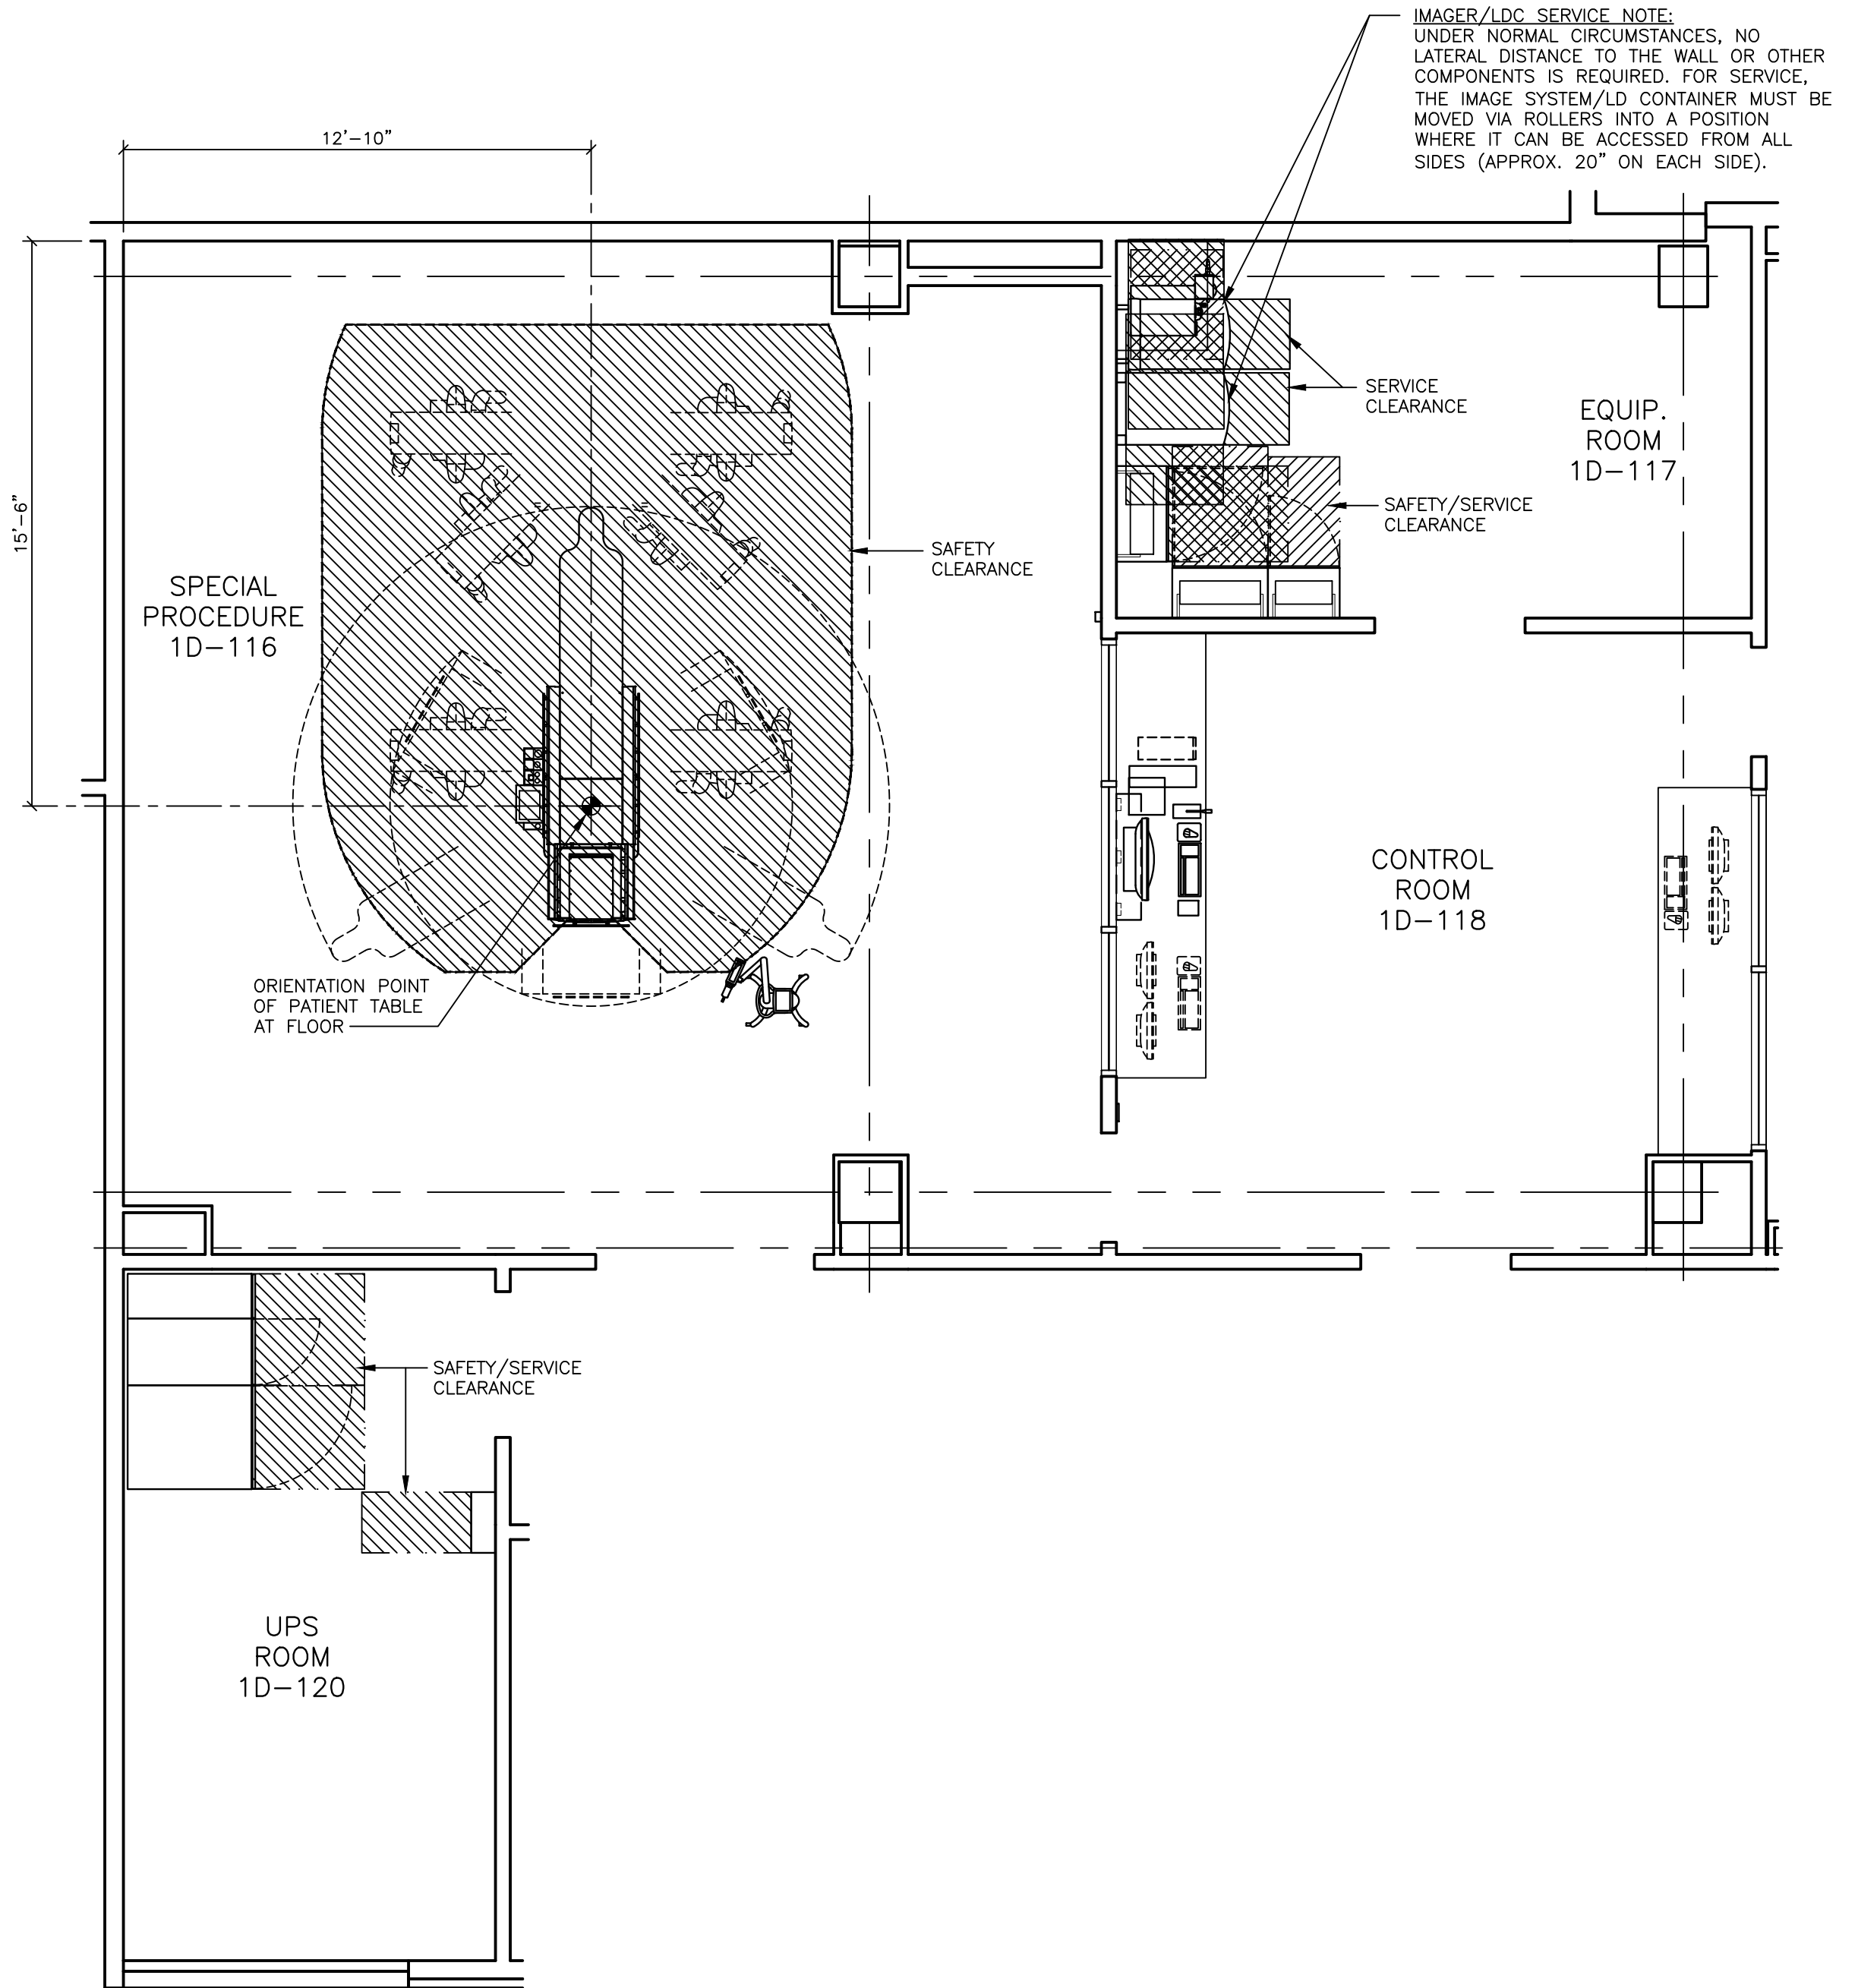 IMAGER/LDC SERVICE NOTE:
UNDER NORMAL CIRCUMSTANCES, NO
LATERAL DISTANCE TO THE WALL OR OTHER
COMPONENTS IS REQUIRED. FOR SERVICE,
THE IMAGE SYSTEM/LD CONTAINER MUST BE
MOVED VIA ROLLERS INTO A POSITION
WHERE IT CAN BE ACCESSED FROM ALL
SIDES (APPROX. 20" ON EACH SIDE).
12'-10"
15'-6"
SERVICE
CLEARANCE
EQUIP.
ROOM
1D-117
SAFETY/SERVICE
CLEARANCE
SAFETY
CLEARANCE
SPECIAL
PROCEDURE
1D-116
CONTROL
ROOM
1D-118
ORIENTATION POINT
OF PATIENT TABLE
AT FLOOR
SAFETY/SERVICE
CLEARANCE
UPS
ROOM
1D-120